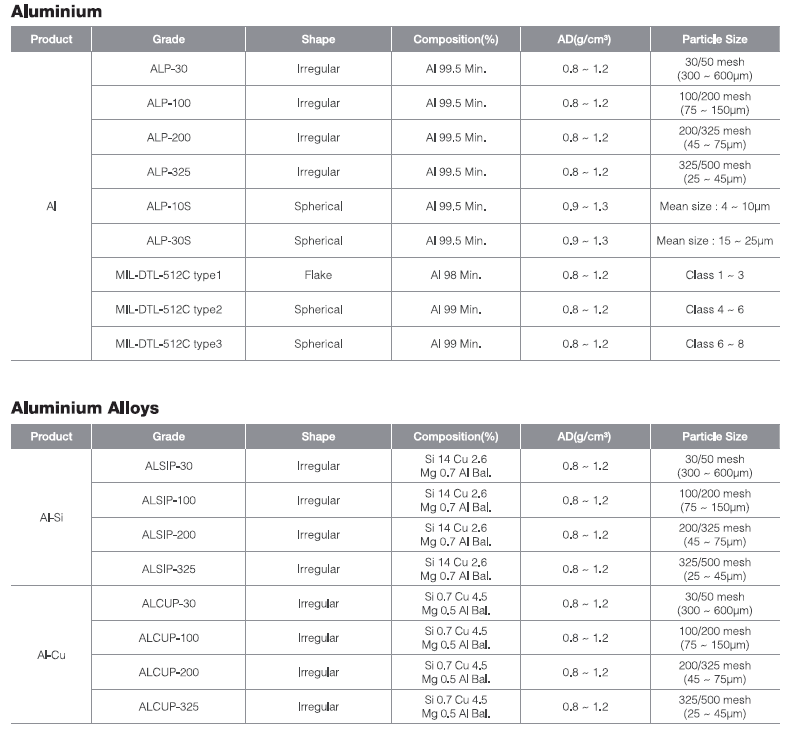 Aluminium
Product Grade Shape Composition(%) AD(g/cm³) Particle Size
ALP-30 Irregular Al 99.5 Min. 0.8 ~ 1.2 30/50 mesh
(300 ~ 600μm)
ALP-100 Irregular Al 99.5 Min. 0.8 ~ 1.2 100/200 mesh
(75 ~ 150μm)
ALP-200 Irregular Al 99.5 Min. 0.8 ~ 1.2 200/325 mesh
(45 ~ 75μm)
ALP-325 Irregular Al 99.5 Min. 0.8 ~ 1.2 325/500 mesh
(25 ~ 45μm)
Al ALP-10S Spherical Al 99.5 Min. 0.9 ~ 1.3 Mean size : 4 ~ 10μm
ALP-30S Spherical Al 99.5 Min. 0.9 ~ 1.3 Mean size : 15 ~ 25μm
MIL-DTL-512C type1 Flake Al 98 Min. 0.8 ~ 1.2 Class 1 ~ 3
MIL-DTL-512C type2 Spherical Al 99 Min. 0.8 ~ 1.2 Class 4 ~ 6
MIL-DTL-512C type3 Spherical Al 99 Min. 0.8 ~ 1.2 Class 6 ~ 8
Aluminium Alloys
Product Grade Shape Composition(%) AD(g/cm³) Particle Size
ALSIP-30 Irregular Si 14 Cu 2.6 0.8 ~ 1.2 30/50 mesh
Mg 0.7 Al Bal. (300 ~ 600μm)
ALSIP-100 Irregular Si 14 Cu 2.6 0.8 ~ 1.2 100/200 mesh
Mg 0.7 Al Bal. (75 ~ 150μm)
Al-Si
ALSIP-200 Irregular Si 14 Cu 2.6 0.8 ~ 1.2 200/325 mesh
Mg 0.7 Al Bal. (45 ~ 75μm)
ALSIP-325 Irregular Si 14 Cu 2.6 0.8 ~ 1.2 325/500 mesh
Mg 0.7 Al Bal. (25 ~ 45μm)
ALCUP-30 Irregular Si 0.7 Cu 4.5 0.8 ~ 1.2 30/50 mesh
Mg 0.5 Al Bal. (300 ~ 600μm)
ALCUP-100 Irregular Si 0.7 Cu 4.5 0.8 ~ 1.2 100/200 mesh
Mg 0.5 Al Bal. (75 ~ 150μm)
Al-Cu
ALCUP-200 Irregular Si 0.7 Cu 4.5 0.8 ~ 1.2 200/325 mesh
Mg 0.5 Al Bal. (45 ~ 75μm)
ALCUP-325 Irregular Si 0.7 Cu 4.5 0.8 ~ 1.2 325/500 mesh
Mg 0.5 Al Bal. (25 ~ 45μm)